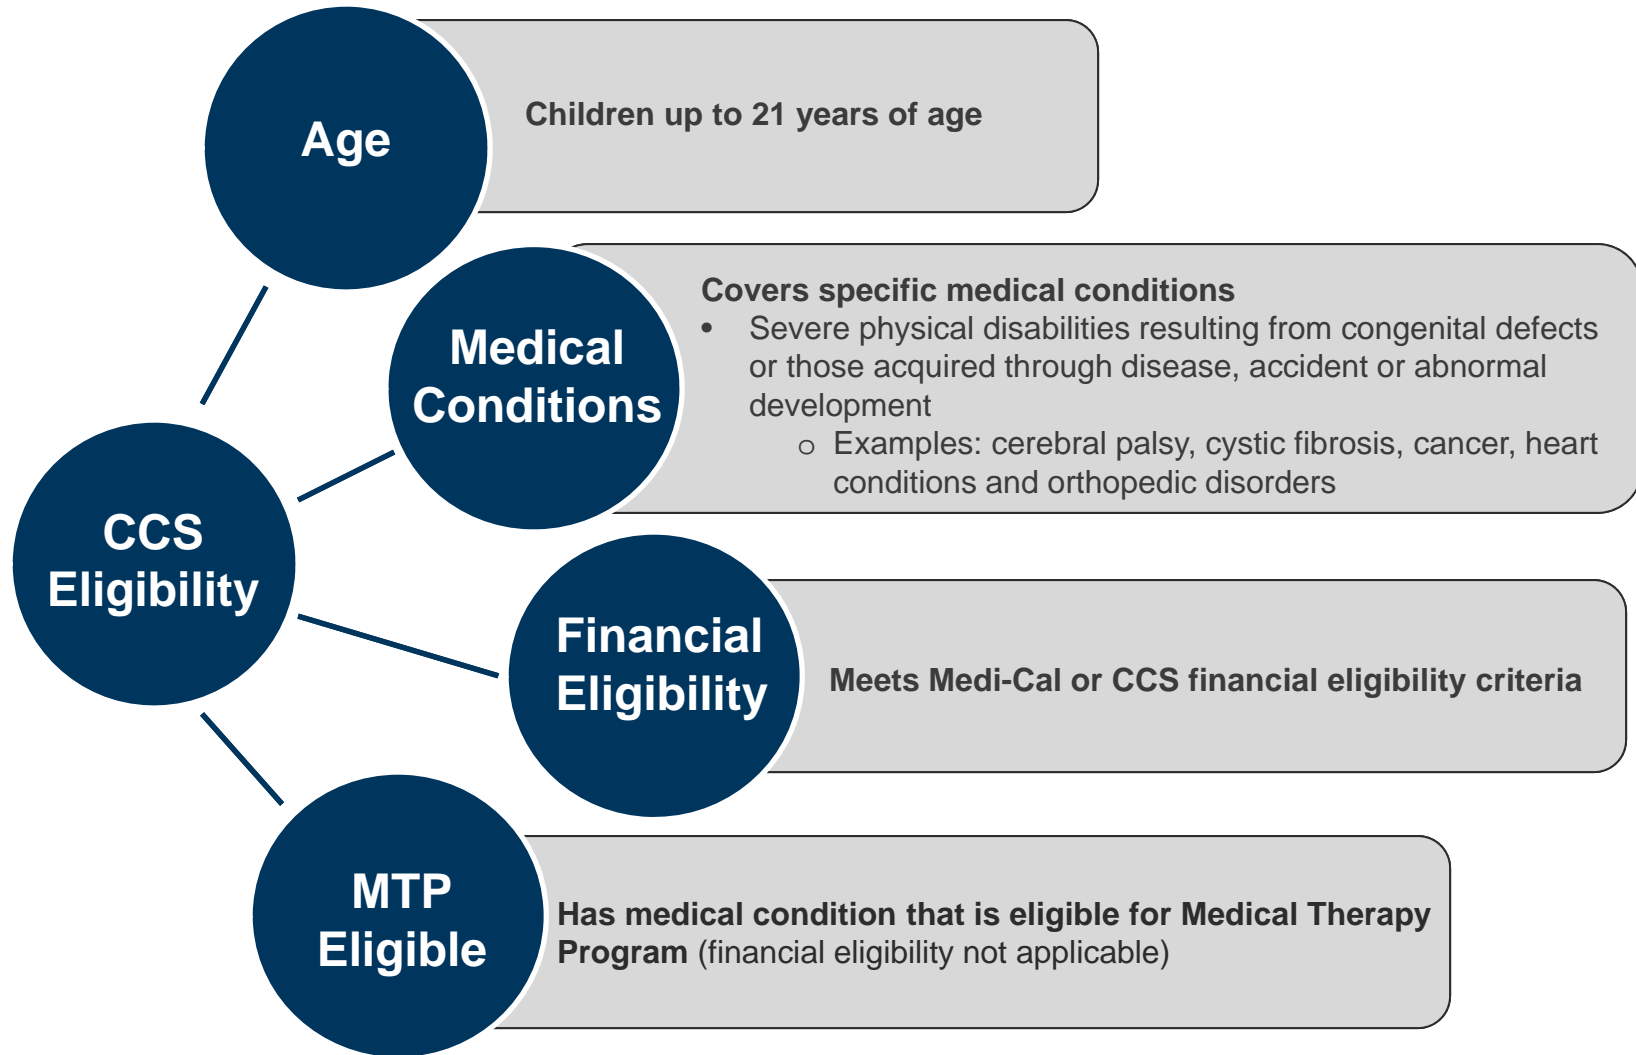 Age
Children up to 21 years of age
Medical
Conditions
Covers specific medical conditions
• Severe physical disabilities resulting from congenital defects
or those acquired through disease, accident or abnormal
development
o Examples: cerebral palsy, cystic fibrosis, cancer, heart
conditions and orthopedic disorders
CCS
Eligibility
Financial
Eligibility
Meets Medi-Cal or CCS financial eligibility criteria
MTP
Eligible
Has medical condition that is eligible for Medical Therapy
Program (financial eligibility not applicable)